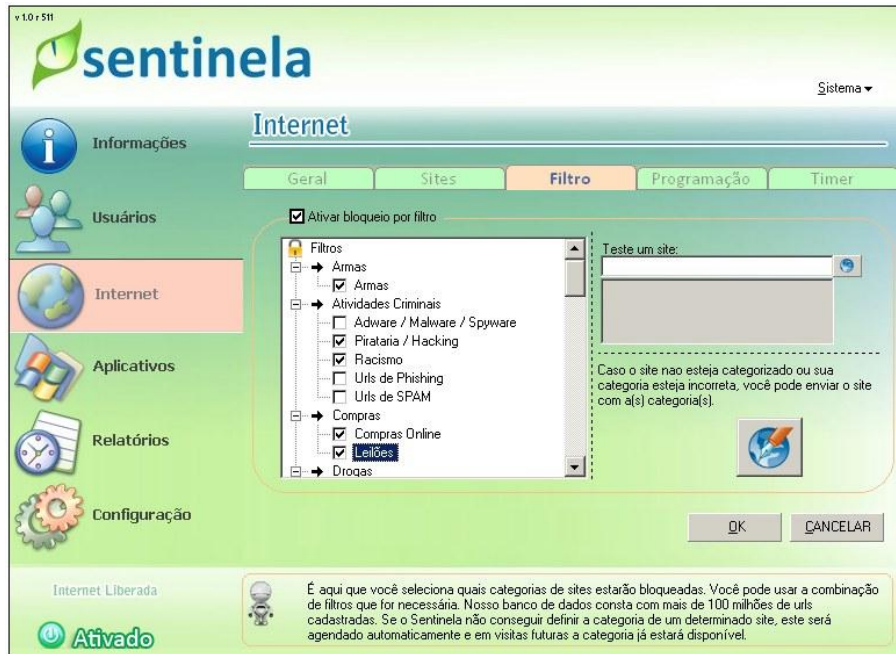 v 1.0 r 511
sentinela
Sistema
Informações
Usuários
Internet
Aplicativos
Relatórios
Configuração
Internet Liberada
Ativado
Internet
Geral
Sites
Filtro
Programação
Timer
Ativar bloqueio por filtro
Filtros
Armas
Armas
Atividades Criminais
Adware / Malware / Spyware
Pirataria / Hacking
Racismo
Urls de Phishing
Urls de SPAM
Compras
Compras Online
Leilões
Drogas
Teste um site:
Caso o site nao esteja categorizado ou sua
categoria esteja incorreta, você pode enviar o site
com a(s) categoria(s).
OK
CANCELAR
É aqui que você seleciona quais categorias de sites estarão bloqueadas. Você pode usar a combinação
de filtros que for necessária. Nosso banco de dados consta com mais de 100 milhões de urls
cadastradas. Se o Sentinela não conseguir definir a categoria de um determinado site, este será
agendado automaticamente e em visitas futuras a categoria já estará disponível.